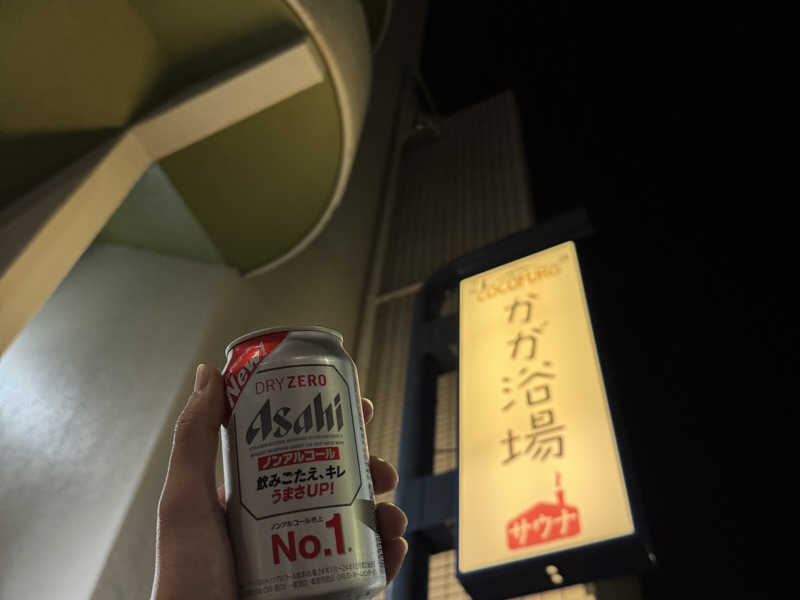 New!
DRY ZERO
Asahi
ノンアルコール
飲みごたえ、キレ
うまさUP!
ノンアルコール売上
No.1.
COCOFURO
かが浴場
サウナ